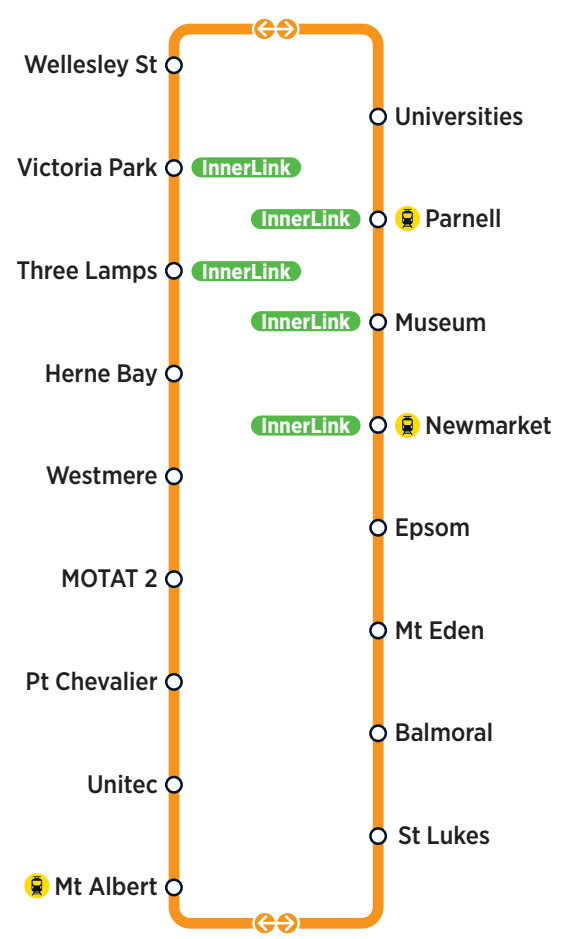 Wellesley St
Universities
Victoria Park InnerLink
InnerLink Parnell
Three Lamps InnerLink
InnerLink Museum
Herne Bay
InnerLink Newmarket
Westmere
Epsom
MOTAT 2
Mt Eden
Pt Chevalier
Balmoral
Unitec
St Lukes
Mt Albert